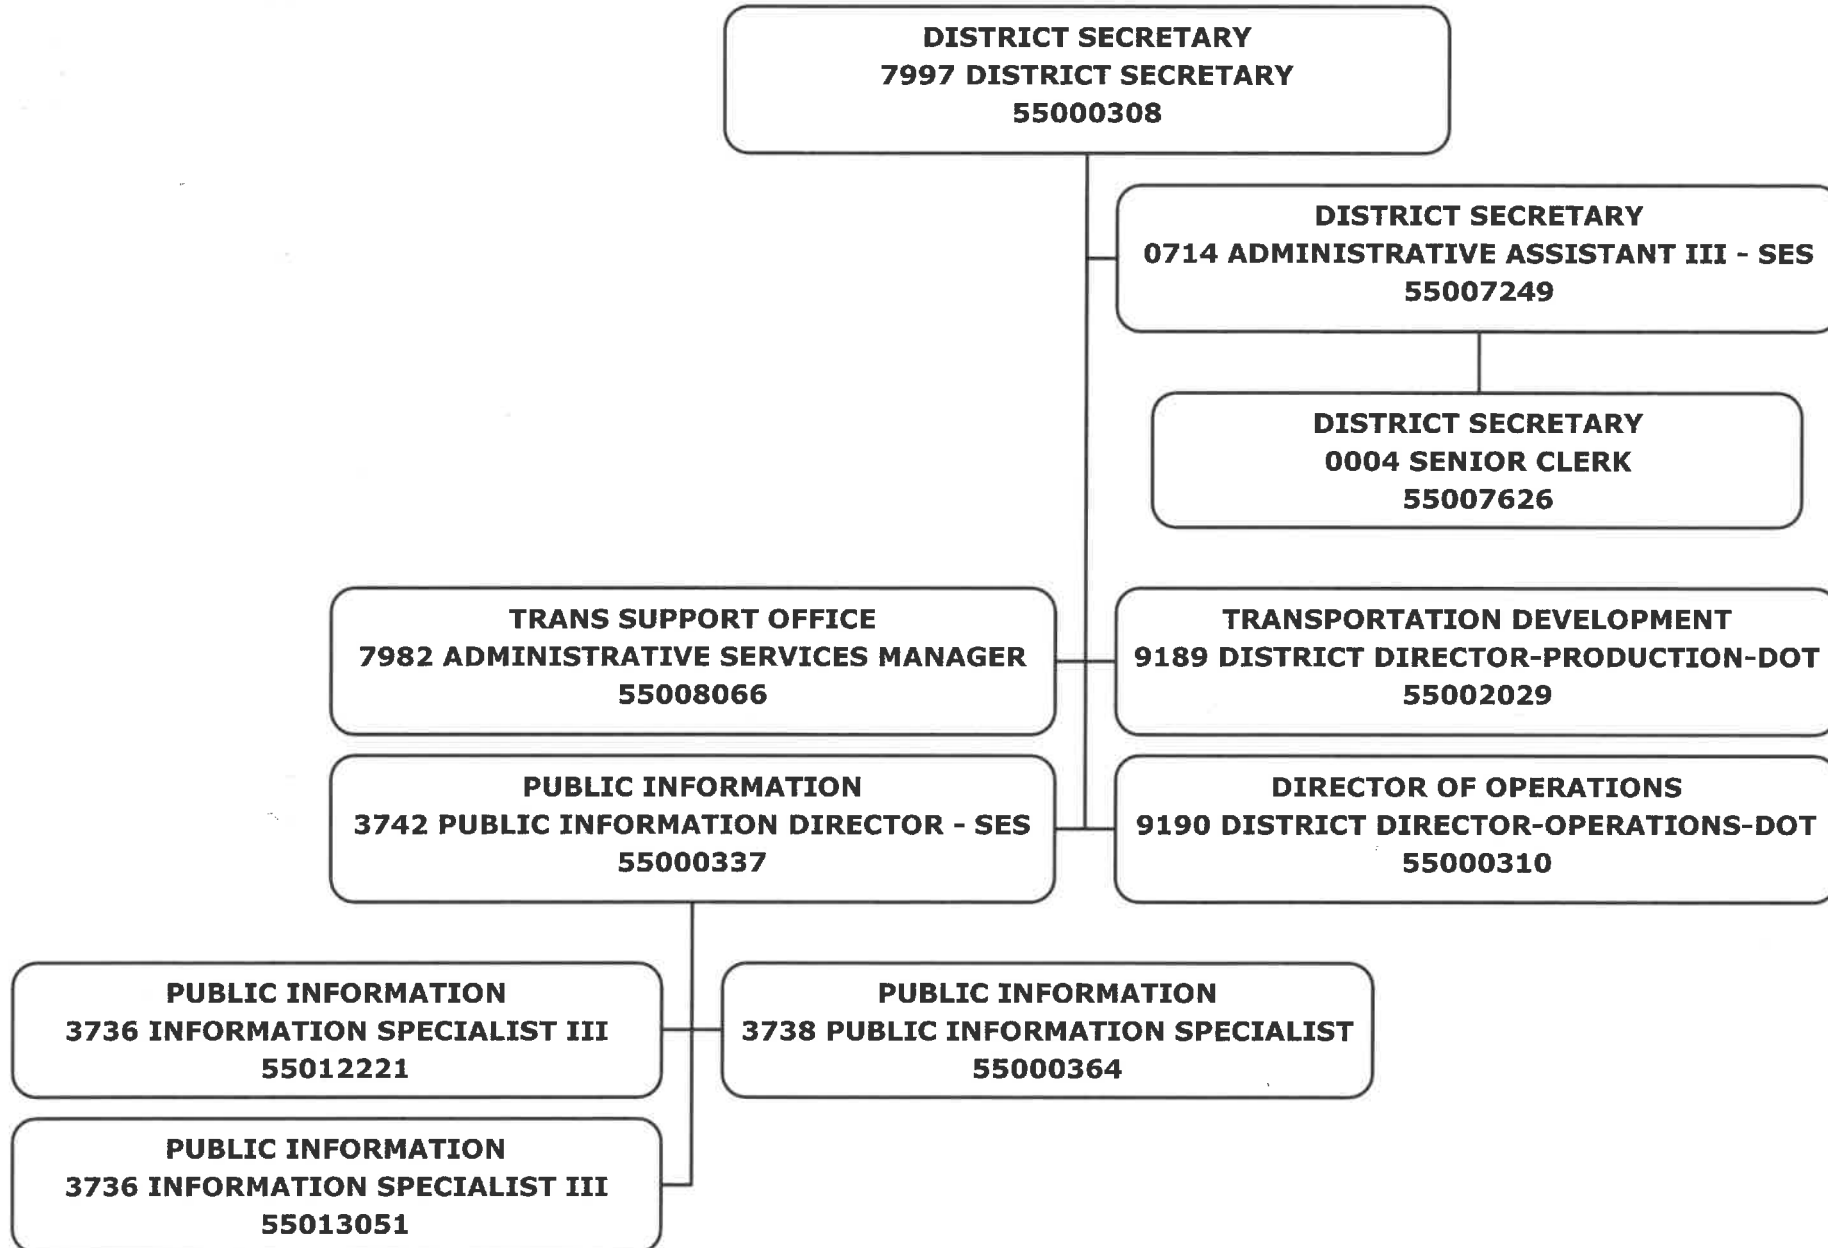 DISTRICT SECRETARY
7997 DISTRICT SECRETARY
55000308
DISTRICT SECRETARY
0714 ADMINISTRATIVE ASSISTANT III - SES
55007249
DISTRICT SECRETARY
0004 SENIOR CLERK
55007626
TRANS SUPPORT OFFICE
7982 ADMINISTRATIVE SERVICES MANAGER
55008066
TRANSPORTATION DEVELOPMENT
9189 DISTRICT DIRECTOR-PRODUCTION-DOT
55002029
PUBLIC INFORMATION
3742 PUBLIC INFORMATION DIRECTOR - SES
55000337
DIRECTOR OF OPERATIONS
9190 DISTRICT DIRECTOR-OPERATIONS-DOT
55000310
PUBLIC INFORMATION
3736 INFORMATION SPECIALIST III
55012221
PUBLIC INFORMATION
3738 PUBLIC INFORMATION SPECIALIST
55000364
PUBLIC INFORMATION
3736 INFORMATION SPECIALIST III
55013051